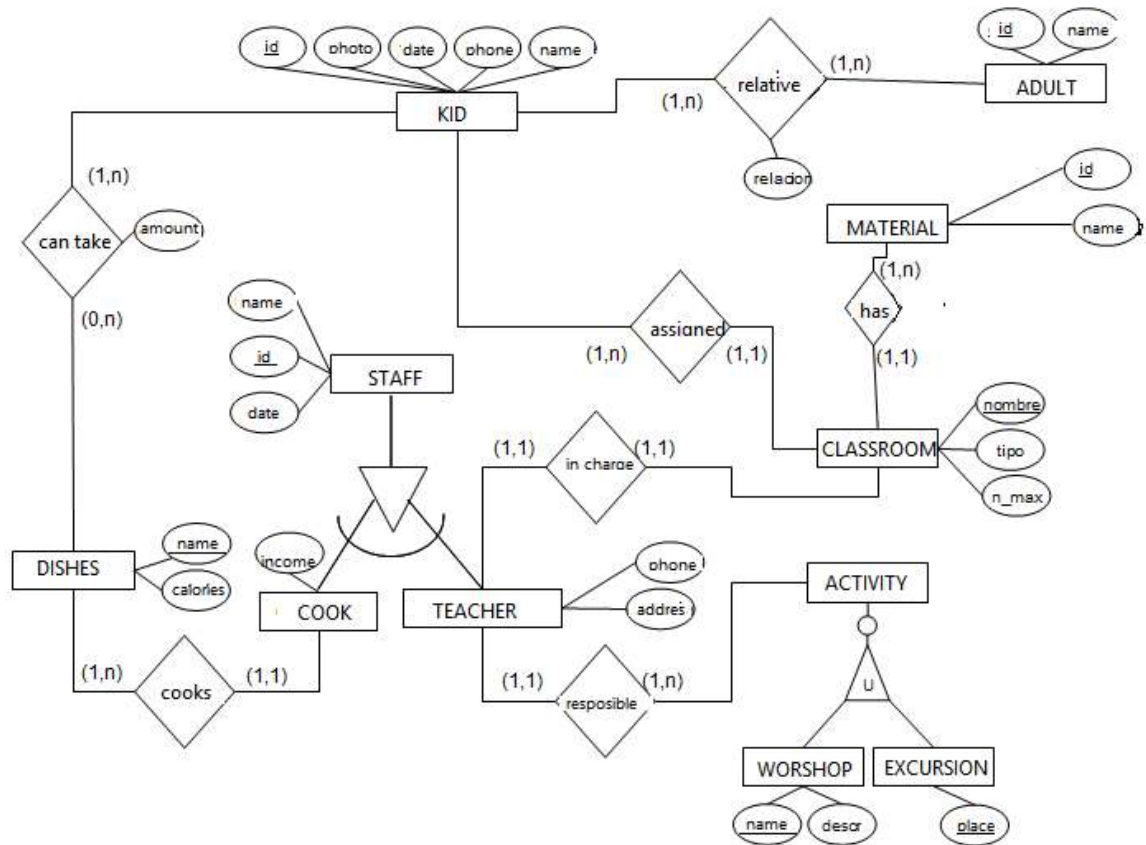 id photo date phone name
id name
KID
relative
ADULT
(1,n)
(1,n)
relacion
(1,n)
can take
amount
(0,n)
id
MATERIAL
name
(1,n)
has
(1,1)
name
id
date
STAFF
assigned
(1,n)
(1,1)
nombre
tipo
n_max
CLASSROOM
(1,1)
in charge
(1,1)
name
calories
DISHES
income
COOK
TEACHER
phone
addres
ACTIVITY
(1,n)
cooks
(1,1)
(1,1)
resposible
(1,n)
U
WORSHOP
EXCURSION
name
descr
place